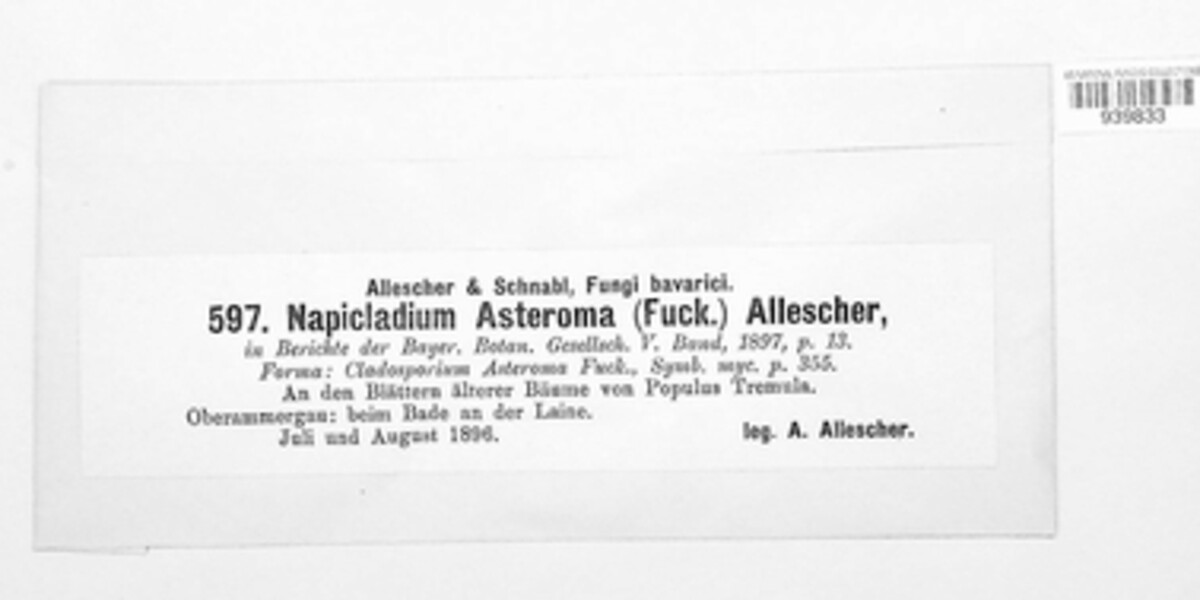 Allescher & Schnabl, Fungi bavarici.
597. Napicladium Asteroma (Fuck.) Allescher,
in Berichte der Bayer. Botan. Gesellsch. V. Band, 1897, p. 13.
Forma: Cladosporium Asteroma Fuck., Symb. myc. p. 355.
An den Blättern älterer Bäume von Populus Tremula.
Oberammergau: beim Bade an der Laine.
Juli und August 1896.
leg. A. Allescher.
939833